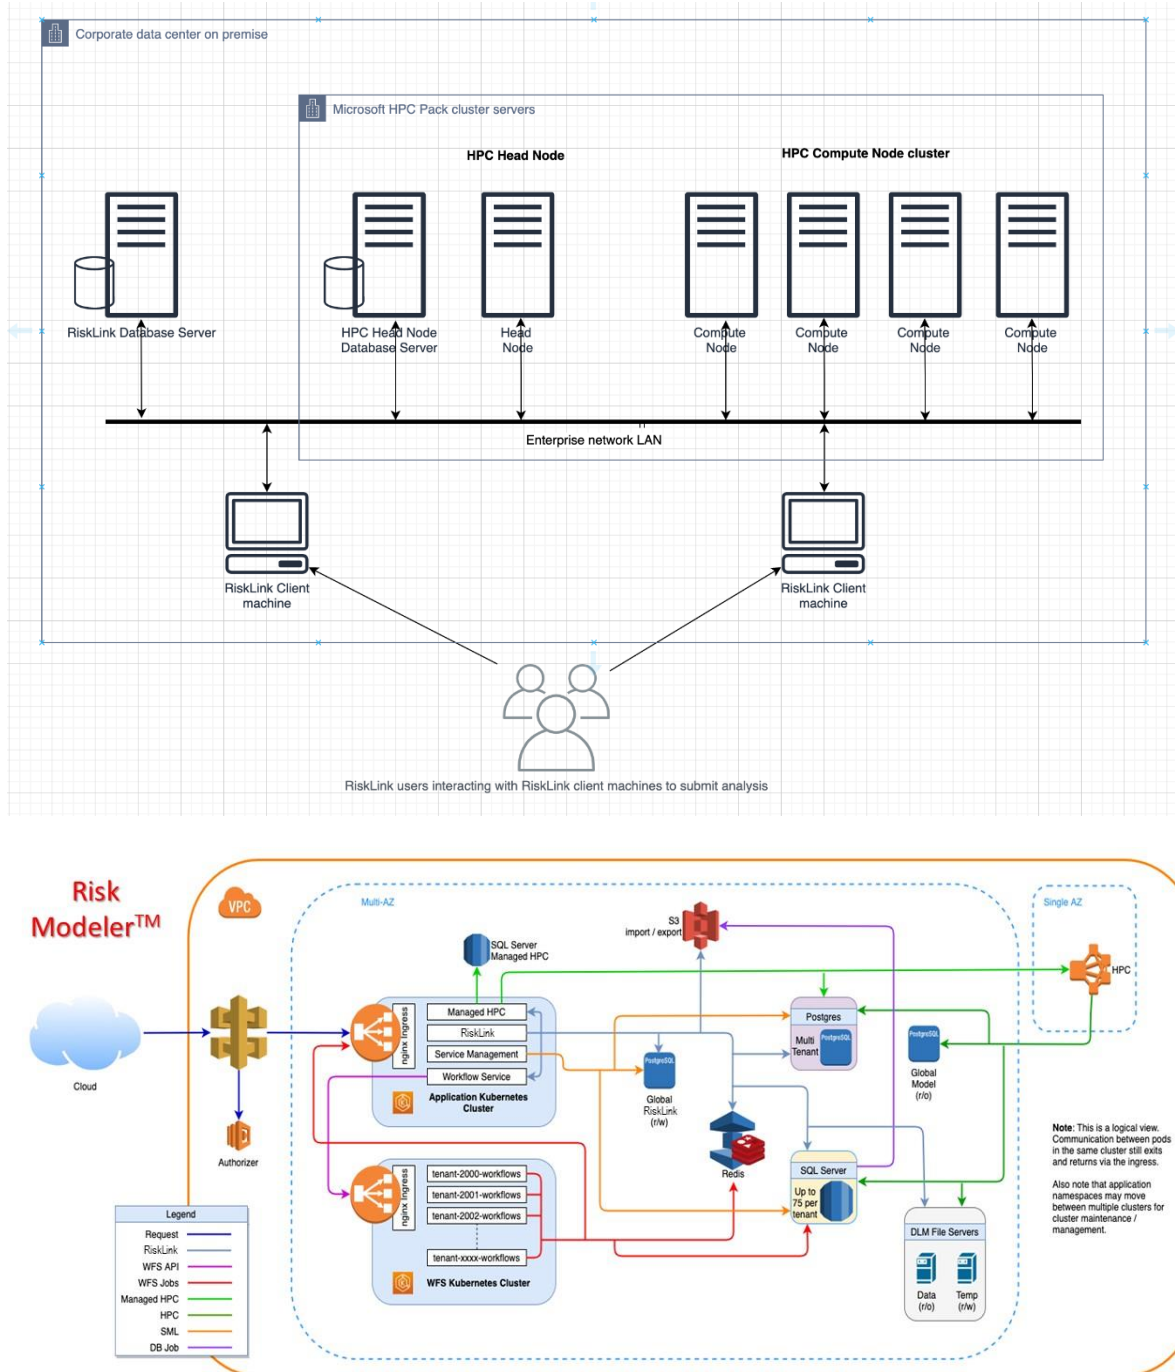 Corporate data center on premise
Microsoft HPC Pack cluster servers
HPC Head Node
HPC Compute Node cluster
RiskLink Database Server
HPC Head Node
Database Server
Head
Node
Compute
Node
Compute
Node
Compute
Node
Compute
Node
Enterprise network LAN
RiskLink Client
machine
RiskLink Client
machine
RiskLink users interacting with RiskLink client machines to submit analysis
Risk
Modeler™
VPC
Multi-AZ
Single AZ
S3
import / export
SQL Server
Managed HPC
HPC
Cloud
Authorizer
nginx Ingress
Managed HPC
RiskLink
Service Management
Workflow Service
Application Kubernetes
Cluster
Postgres
Multi
Tenant
PostgreSQL
PostgreSQL
Global
Model
(r/o)
PostgreSQL
Global
RiskLink
(r/w)
Redis
nginx Ingress
tenant-2000-workflows
tenant-2001-workflows
tenant-2002-workflows
tenant-xxxx-workflows
WFS Kubernetes Cluster
SQL Server
Up to
75 per
tenant
DLM File Servers
Data
(r/o)
Temp
(r/w)
Note: This is a logical view.
Communication between pods
in the same cluster still exits
and returns via the ingress.
Also note that application
namespaces may move
between multiple clusters for
cluster maintenance /
management.
Legend
Request
RiskLink
WFS API
WFS Jobs
Managed HPC
HPC
SML
DB Job